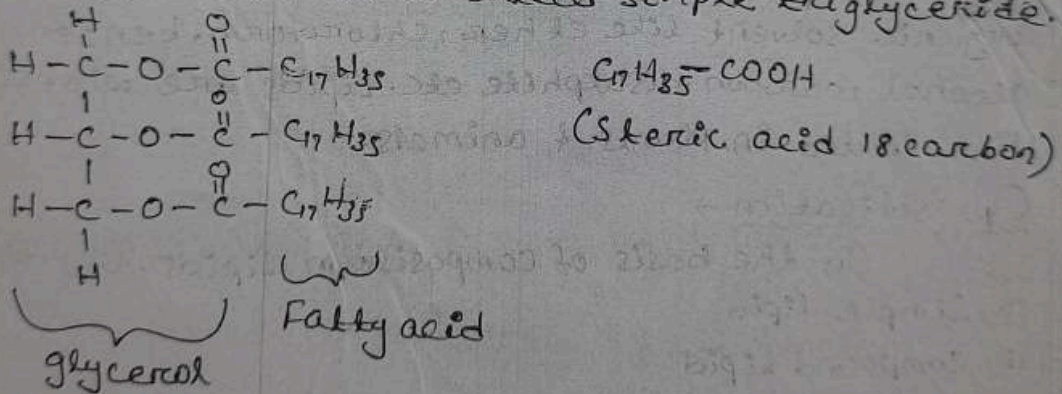 simple triglyceride.
H O
H-C-O-C-C17H35 C17H35-COOH.
O
H-C-O-C-C17H35 (Steric acid 18.carbon)
O
H-C-O-C-C17H35
H
Fatty acid
glycerol